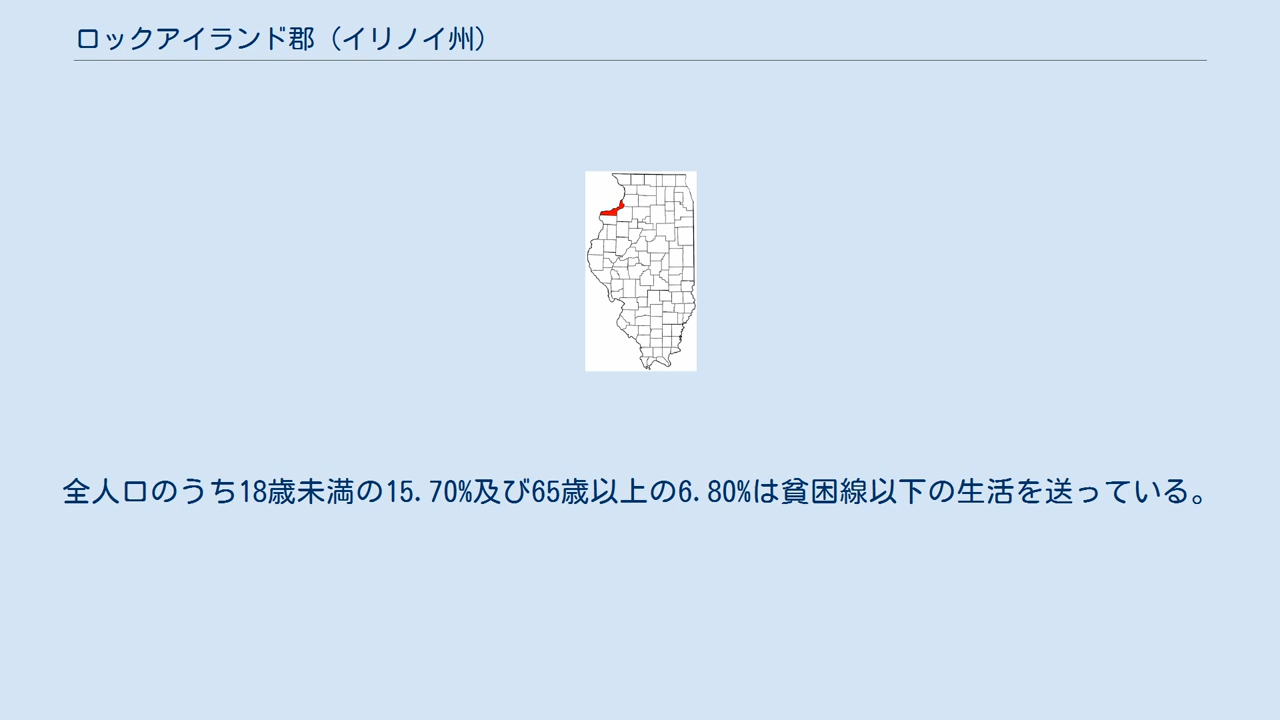 ロックアイランド郡（イリノイ州）
全人口のうち18歳未満の15.70%及び65歳以上の6.80%は貧困線以下の生活を送っている。